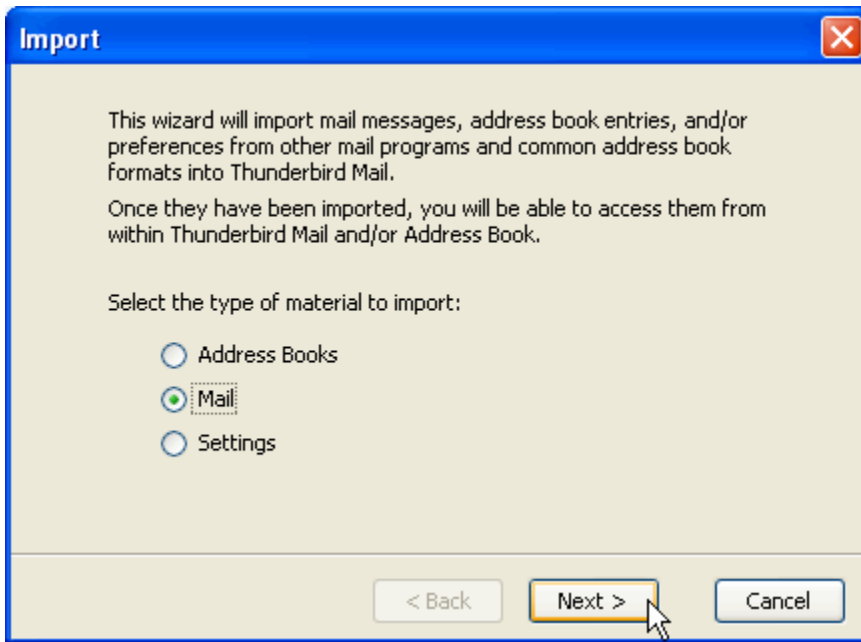 Import
This wizard will import mail messages, address book entries, and/or
preferences from other mail programs and common address book
formats into Thunderbird Mail.
Once they have been imported, you will be able to access them from
within Thunderbird Mail and/or Address Book.
Select the type of material to import:
Address Books
Mail
Settings
< Back
Next >
Cancel